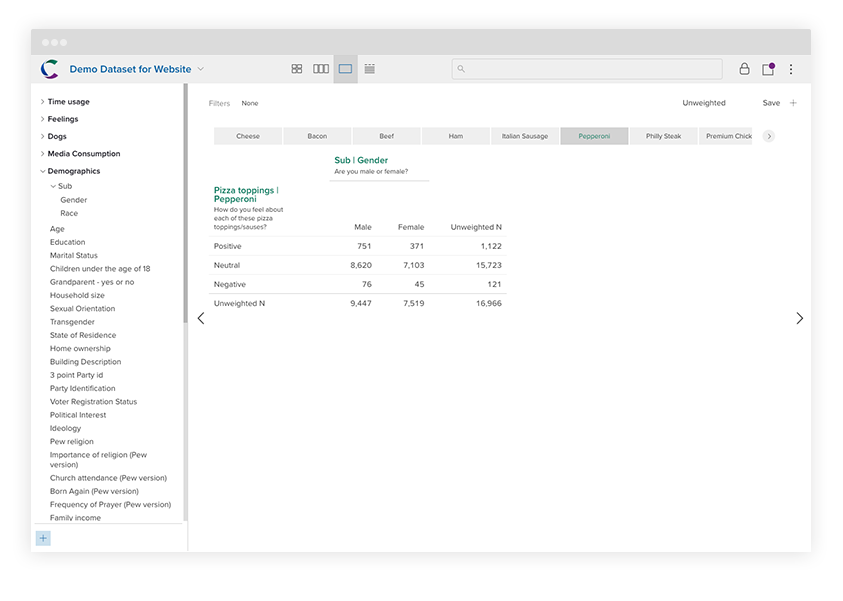 Demo Dataset for Website
Time usage
Feelings
Dogs
Media Consumption
Demographics
Sub
Gender
Race
Age
Education
Marital Status
Children under the age of 18
Grandparent - yes or no
Household size
Sexual Orientation
Transgender
State of Residence
Home ownership
Building Description
3 point Party id
Party Identification
Voter Registration Status
Political Interest
Ideology
Pew religion
Importance of religion (Pew
version)
Church attendance (Pew version)
Born Again (Pew version)
Frequency of Prayer (Pew version)
Family income
Filters None Unweighted Save
Cheese Bacon Beef Ham Italian Sausage Pepperoni Philly Steak Premium Chick
Sub | Gender
Are you male or female?
Pizza toppings |
Pepperoni
How do you feel about
each of these pizza
toppings/sauses?
Male Female Unweighted N
Positive 751 371 1,122
Neutral 8,620 7,103 15,723
Negative 76 45 121
Unweighted N 9,447 7,519 16,966